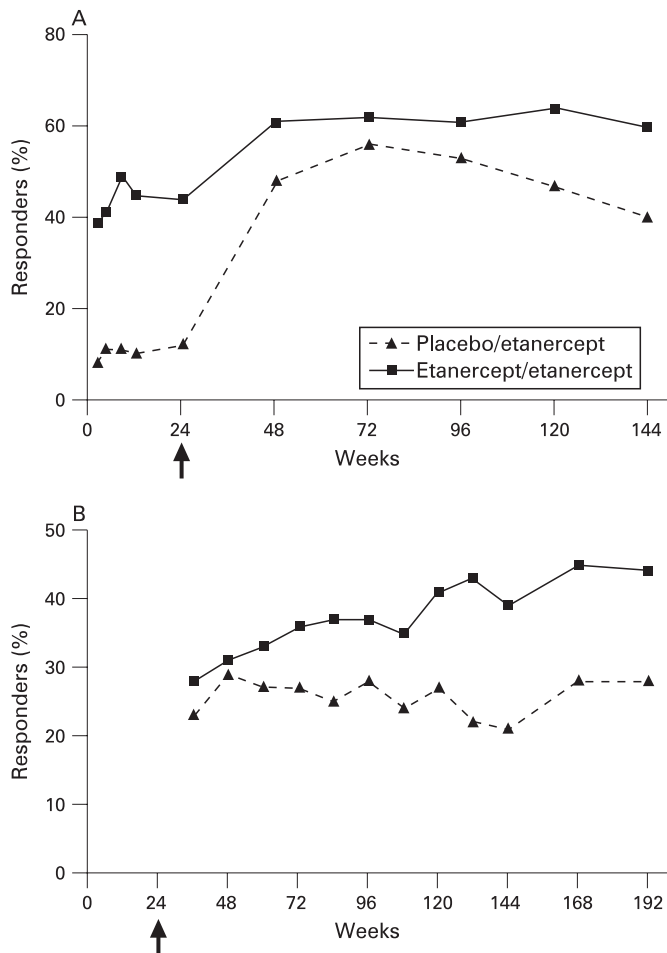 A
80
60
40
20
0
Responders (%)
Placebo/etanercept
Etanercept/etanercept
0 24 48 72 96 120 144
Weeks
B
50
40
30
20
10
0
Responders (%)
0 24 48 72 96 120 144 168 192
Weeks